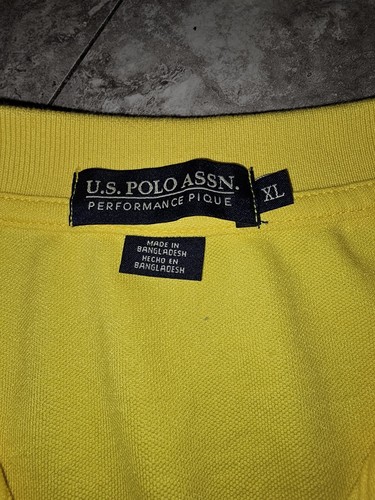 U.S. POLO ASSN.
PERFORMANCE PIQUE
XL
MADE IN
BANGLADESH
HECHO EN
BANGLADESH